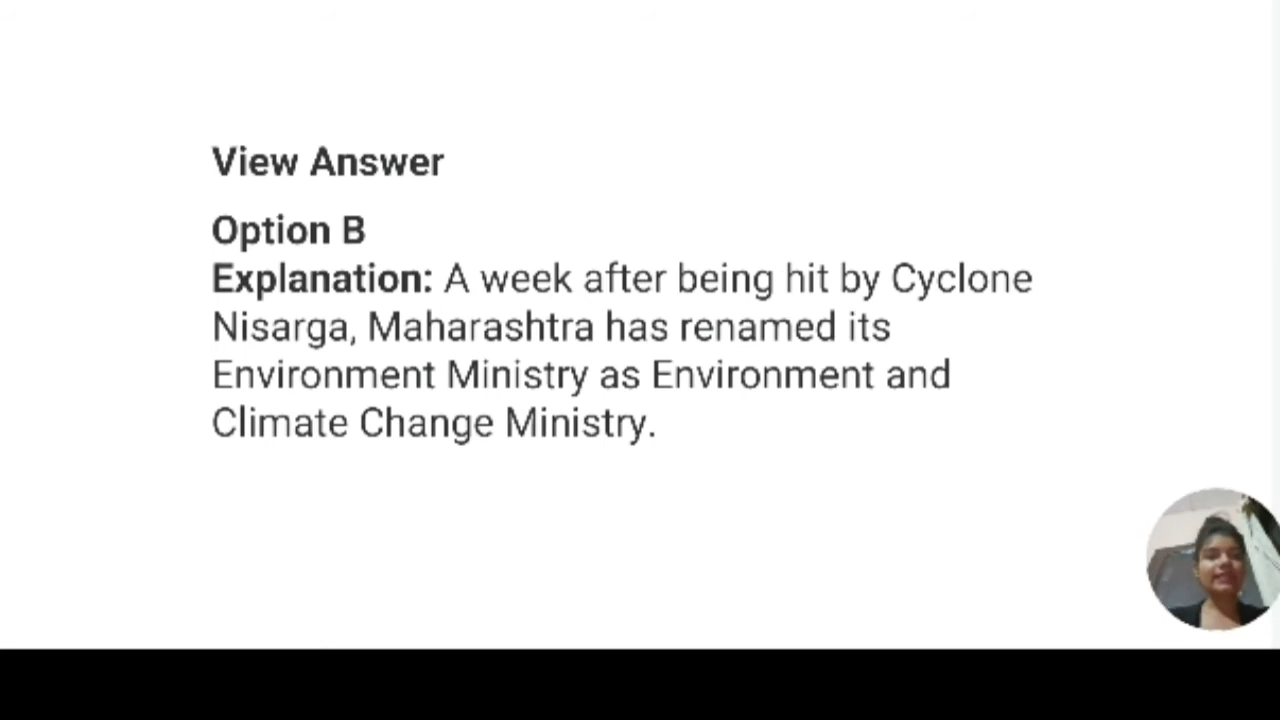 View Answer
Option B
Explanation: A week after being hit by Cyclone
Nisarga, Maharashtra has renamed its
Environment Ministry as Environment and
Climate Change Ministry.